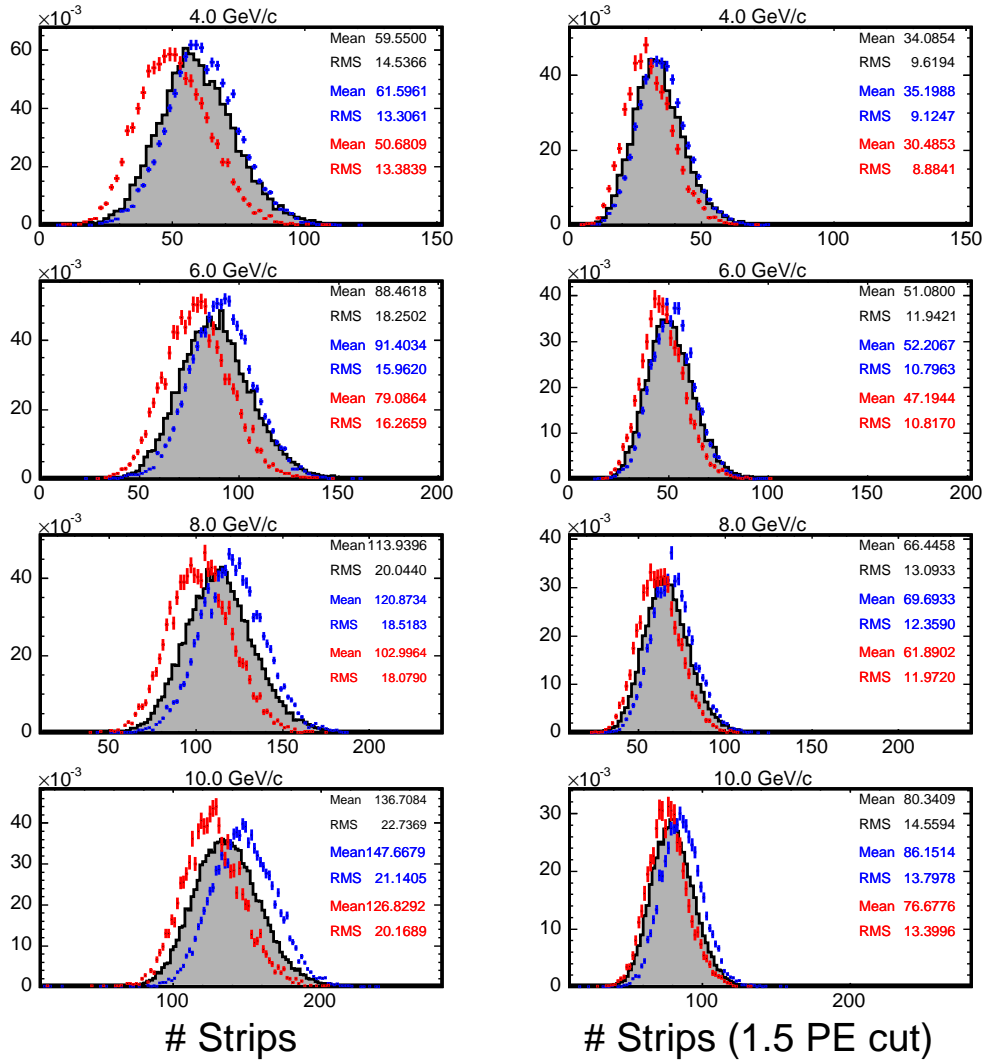 ×10⁻³ 4.0 GeV/c
60
40
20
0
0 50 100 150
Mean 59.5500
RMS 14.5366
Mean 61.5961
RMS 13.3061
Mean 50.6809
RMS 13.3839
×10⁻³ 4.0 GeV/c
40
20
0
0 50 100 150
Mean 34.0854
RMS 9.6194
Mean 35.1988
RMS 9.1247
Mean 30.4853
RMS 8.8841
×10⁻³ 6.0 GeV/c
40
20
0
0 50 100 150 200
Mean 88.4618
RMS 18.2502
Mean 91.4034
RMS 15.9620
Mean 79.0864
RMS 16.2659
×10⁻³ 6.0 GeV/c
40
30
20
10
0
0 50 100 150 200
Mean 51.0800
RMS 11.9421
Mean 52.2067
RMS 10.7963
Mean 47.1944
RMS 10.8170
×10⁻³ 8.0 GeV/c
40
20
0
50 100 150 200
Mean 113.9396
RMS 20.0440
Mean 120.8734
RMS 18.5183
Mean 102.9964
RMS 18.0790
×10⁻³ 8.0 GeV/c
40
30
20
10
0
50 100 150 200
Mean 66.4458
RMS 13.0933
Mean 69.6933
RMS 12.3590
Mean 61.8902
RMS 11.9720
×10⁻³ 10.0 GeV/c
40
30
20
10
0
100 200
Mean 136.7084
RMS 22.7369
Mean 147.6679
RMS 21.1405
Mean 126.8292
RMS 20.1689
# Strips
×10⁻³ 10.0 GeV/c
30
20
10
0
100 200
Mean 80.3409
RMS 14.5594
Mean 86.1514
RMS 13.7978
Mean 76.6776
RMS 13.3996
# Strips (1.5 PE cut)